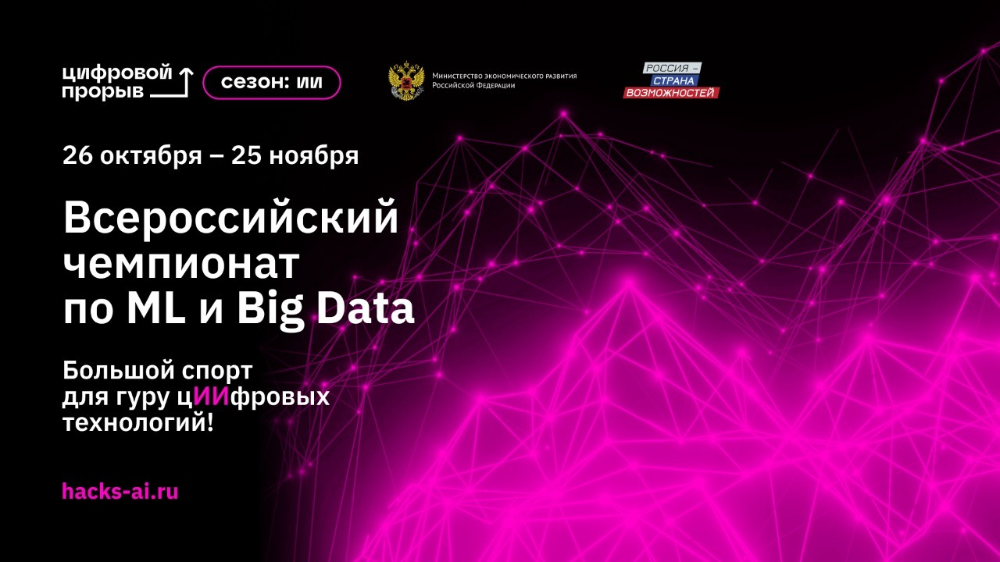 цифровой
прорыв
сезон: ии
Министерство экономического развития
Российской Федерации
РОССИЯ –
СТРАНА
ВОЗМОЖНОСТЕЙ
26 октября – 25 ноября
Всероссийский
чемпионат
по ML и Big Data
Большой спорт
для гуру цИИфровых
технологий!
hacks-ai.ru